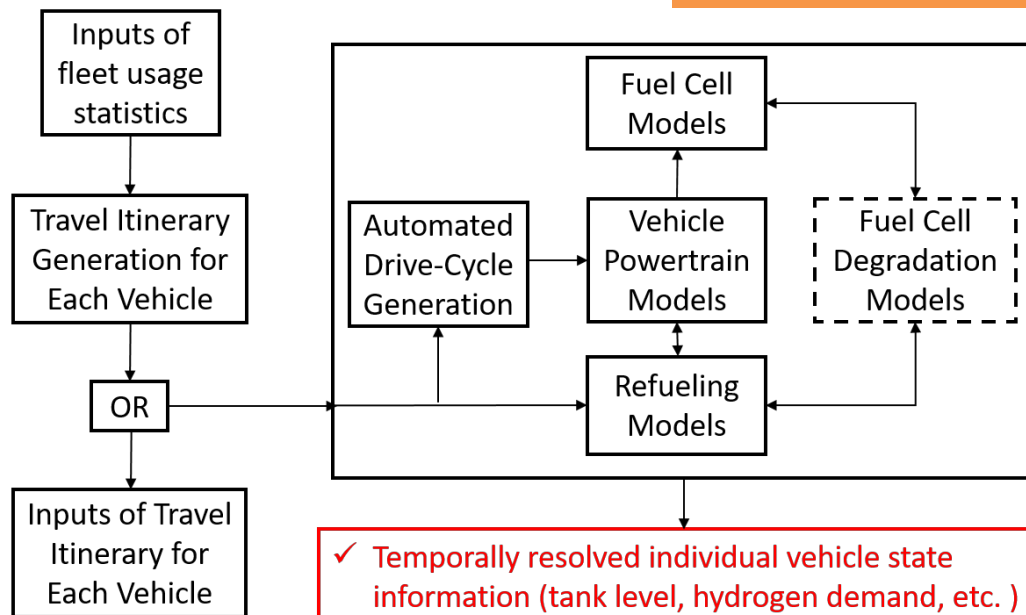 Inputs of
fleet usage
statistics
Travel Itinerary
Generation for
Each Vehicle
OR
Inputs of Travel
Itinerary for
Each Vehicle
Automated
Drive-Cycle
Generation
Fuel Cell
Models
Vehicle
Powertrain
Models
Refueling
Models
Fuel Cell
Degradation
Models
✓ Temporally resolved individual vehicle state
information (tank level, hydrogen demand, etc. )